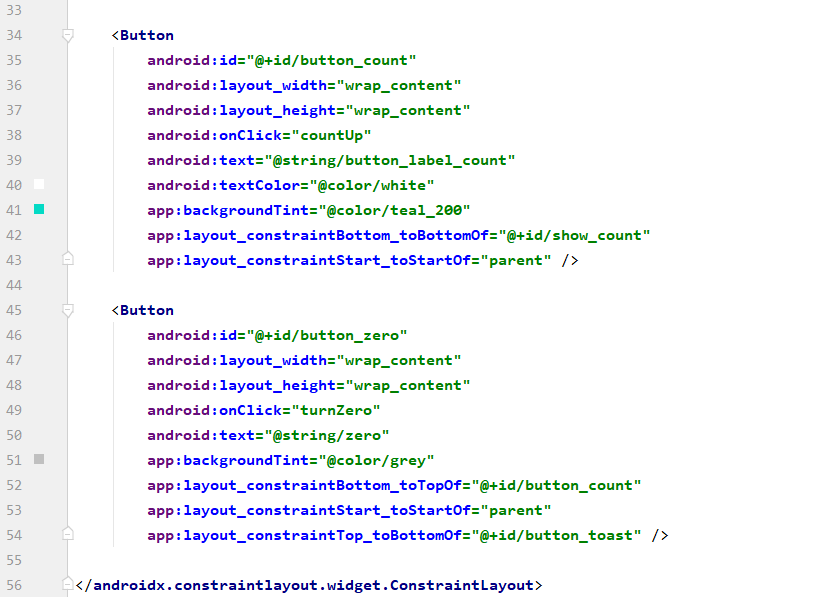 33
34 <Button
35 android:id="@+id/button_count"
36 android:layout_width="wrap_content"
37 android:layout_height="wrap_content"
38 android:onClick="countUp"
39 android:text="@string/button_label_count"
40 android:textColor="@color/white"
41 app:backgroundTint="@color/teal_200"
42 app:layout_constraintBottom_toBottomOf="@+id/show_count"
43 app:layout_constraintStart_toStartOf="parent" />
44
45 <Button
46 android:id="@+id/button_zero"
47 android:layout_width="wrap_content"
48 android:layout_height="wrap_content"
49 android:onClick="turnZero"
50 android:text="@string/zero"
51 app:backgroundTint="@color/grey"
52 app:layout_constraintBottom_toTopOf="@+id/button_count"
53 app:layout_constraintStart_toStartOf="parent"
54 app:layout_constraintTop_toBottomOf="@+id/button_toast" />
55
56 </androidx.constraintlayout.widget.ConstraintLayout>